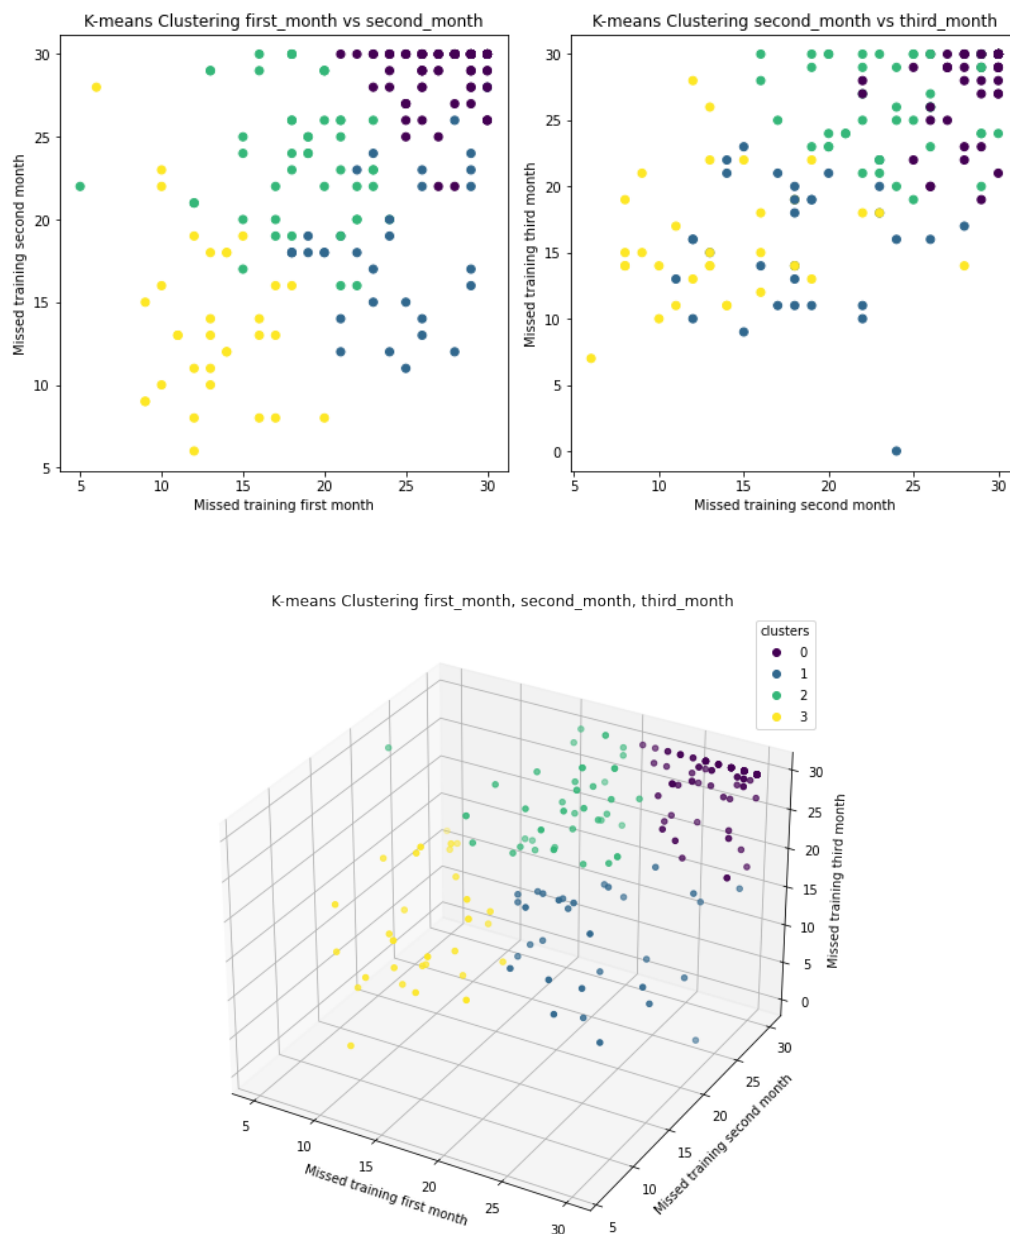 K-means Clustering first_month vs second_month
30
25
20
15
10
5
Missed training second month
5 10 15 20 25 30
Missed training first month
K-means Clustering second_month vs third_month
30
25
20
15
10
5
0
Missed training third month
5 10 15 20 25 30
Missed training second month
K-means Clustering first_month, second_month, third_month
clusters
0
1
2
3
30
25
20
15
10
5
0
Missed training third month
30
25
20
15
10
5
Missed training second month
5
10
15
20
25
30
Missed training first month